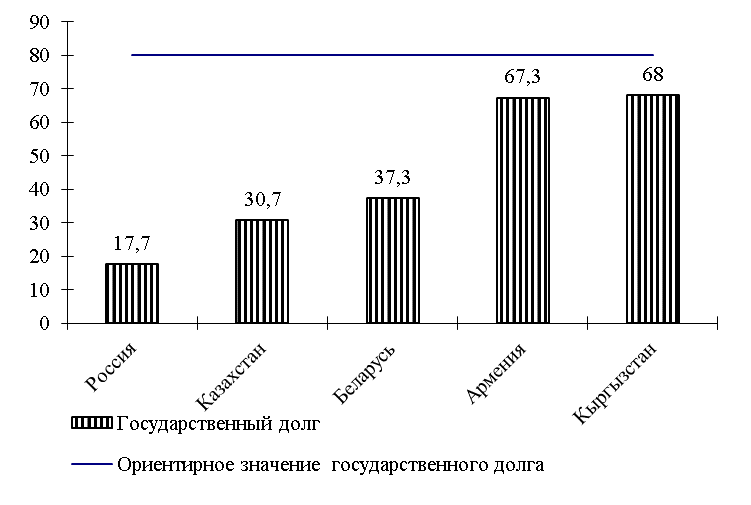 90
80
70
60
50
40
30
20
10
0
17,7
30,7
37,3
67,3
68
Россия
Казахстан
Беларусь
Армения
Кыргызстан
Государственный долг
Ориентирное значение государственного долга